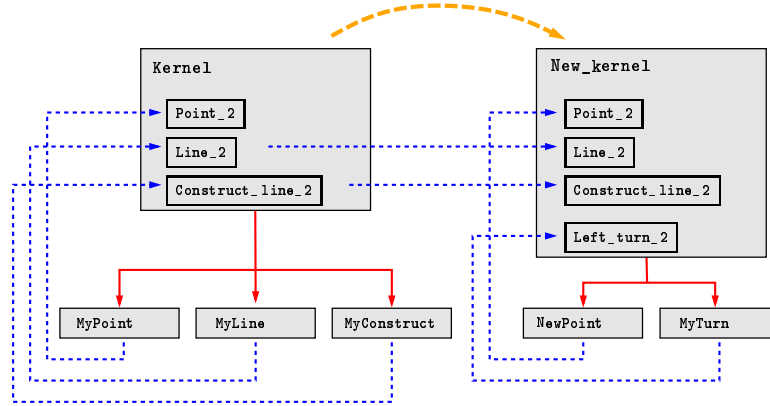 Kernel
Point_2
Line_2
Construct_line_2
MyPoint
MyLine
MyConstruct
New_kernel
Point_2
Line_2
Construct_line_2
Left_turn_2
NewPoint
MyTurn